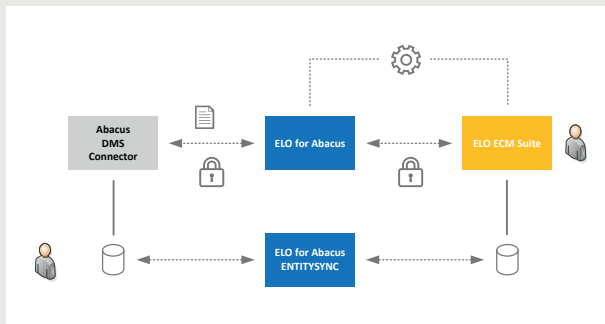 Abacus
DMS
Connector
ELO for Abacus
ELO ECM Suite
ELO for Abacus
ENTITYSYNC